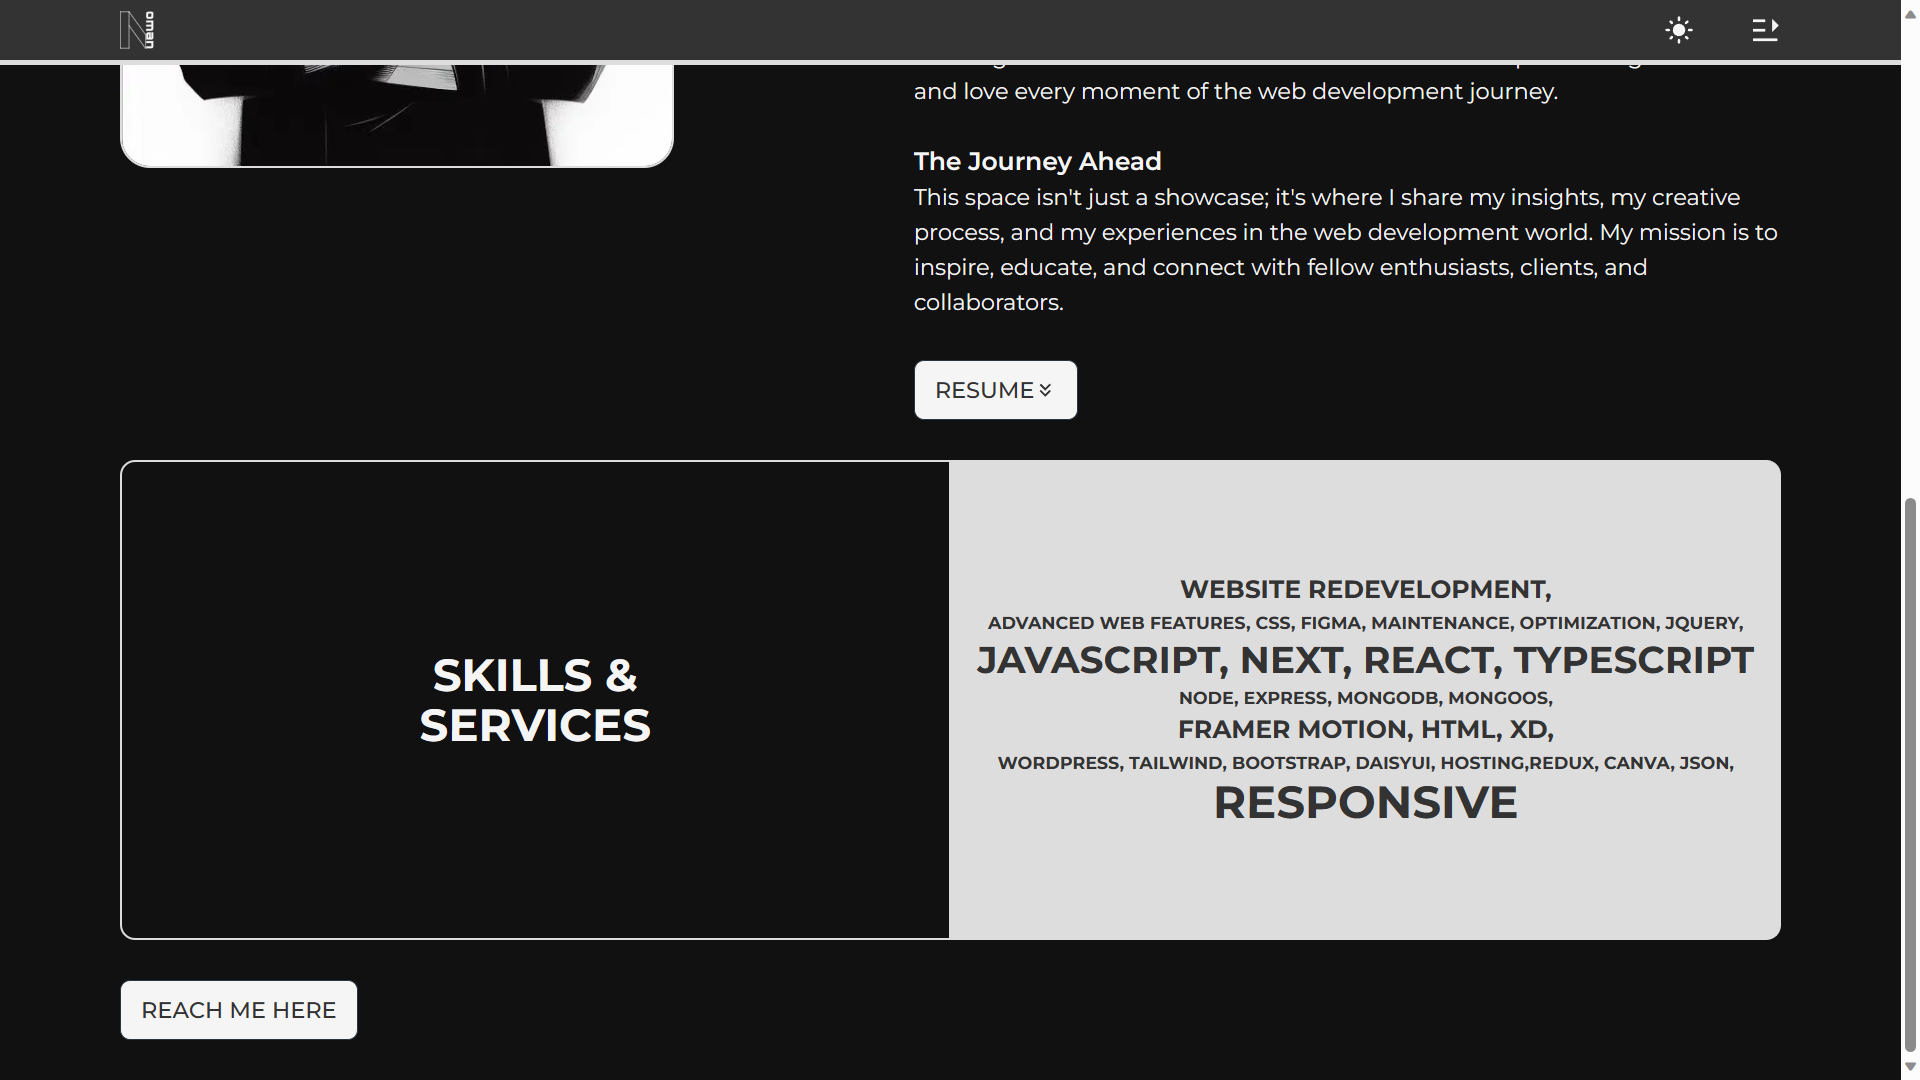 Noman
and love every moment of the web development journey.
The Journey Ahead
This space isn't just a showcase; it's where I share my insights, my creative
process, and my experiences in the web development world. My mission is to
inspire, educate, and connect with fellow enthusiasts, clients, and
collaborators.
RESUME
SKILLS &
SERVICES
WEBSITE REDEVELOPMENT,
ADVANCED WEB FEATURES, CSS, FIGMA, MAINTENANCE, OPTIMIZATION, JQUERY,
JAVASCRIPT, NEXT, REACT, TYPESCRIPT
NODE, EXPRESS, MONGODB, MONGOOS,
FRAMER MOTION, HTML, XD,
WORDPRESS, TAILWIND, BOOTSTRAP, DAISYUI, HOSTING,REDUX, CANVA, JSON,
RESPONSIVE
REACH ME HERE